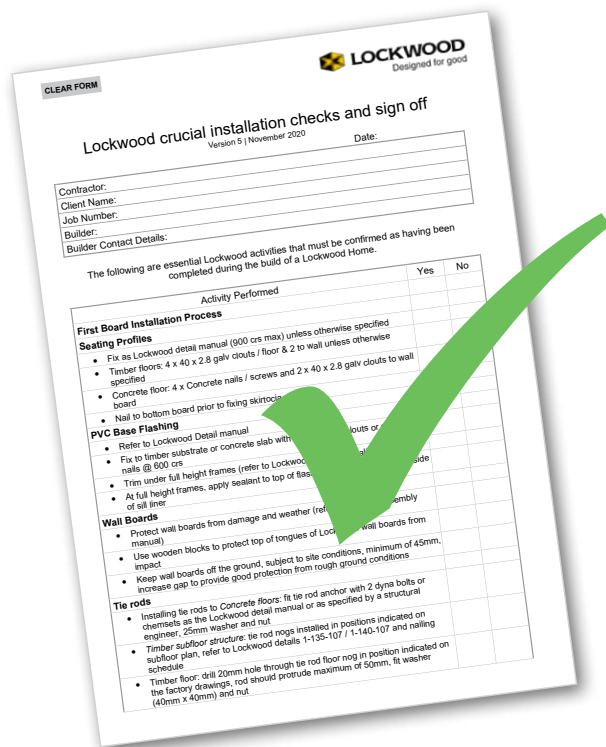 CLEAR FORM
LOCKWOOD
Designed for good
Lockwood crucial installation checks and sign off
Version 5 | November 2020
Contractor: Date:
Client Name:
Job Number:
Builder:
Builder Contact Details:
The following are essential Lockwood activities that must be confirmed as having been
completed during the build of a Lockwood Home.
Activity Performed Yes No
First Board Installation Process
Seating Profiles
• Fix as Lockwood detail manual (900 crs max) unless otherwise specified
• Timber floors: 4 x 40 x 2.8 galv clouts / floor & 2 to wall unless otherwise
specified
• Concrete floor: 4 x Concrete nails / screws and 2 x 40 x 2.8 galv clouts to wall
board
• Nail to bottom board prior to fixing
PVC Base Flashing
• Refer to Lockwood Detail manual
• Fix to timber substrate or concrete slab with
nails @ 600 crs
• Trim under full height frames (refer to
• At full height frames, apply sealant to top of
of sill liner
Wall Boards
• Protect wall boards from damage and weather
manual)
• Use wooden blocks to protect top of tongues of wall boards from
impact
• Keep wall boards off the ground, subject to site conditions, minimum of 45mm,
increase gap to provide good protection from rough ground conditions
Tie rods
• Installing tie rods to Concrete floors: fit tie rod anchor with 2 dyna bolts or
chemsets as the Lockwood detail manual or as specified by a structural
engineer, 25mm washer and nut
• Timber subfloor structure: tie rod nogs installed in positions indicated on
subfloor plan, refer to Lockwood details 1-135-107 / 1-140-107 and nailing
schedule
• Timber floor: drill 20mm hole through tie rod floor nog in position indicated on
the factory drawings, rod should protrude maximum of 50mm, fit washer
(40mm x 40mm) and nut